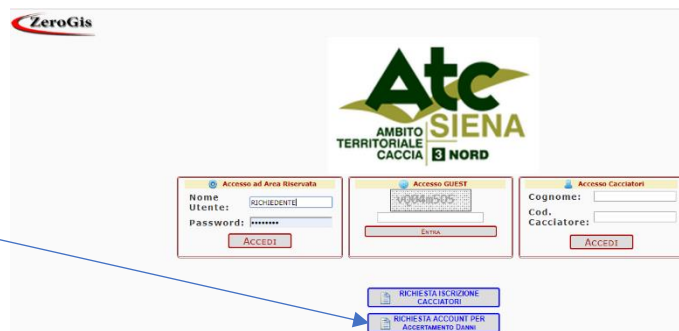 ZeroGis
Atc
SIENA
AMBITO
TERRITORIALE
CACCIA 3 NORD
Accesso ad Area Riservata
Nome Utente: RICHIEDENTE
Password: ••••••••
ACCEDI
Accesso GUEST
ENTRA
Accesso Cacciatori
Cognome:
Cod. Cacciatore:
ACCEDI
RICHIESTA ISCRIZIONE
CACCIATORI
RICHIESTA ACCOUNT PER
ACCERTAMENTO DANNI